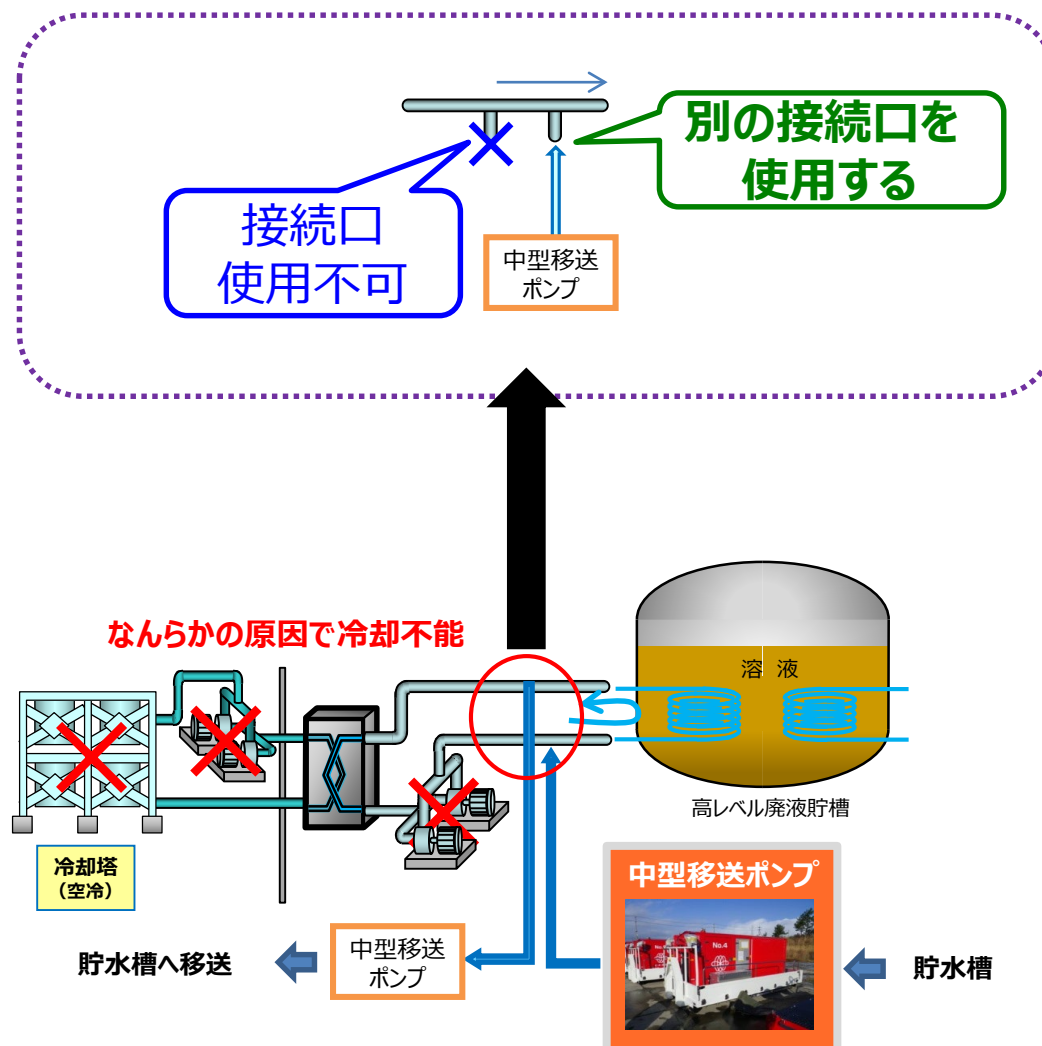 別の接続口を
使用する
接続口
使用不可
中型移送
ポンプ
なんらかの原因で冷却不能
溶 液
高レベル廃液貯槽
冷却塔
（空冷）
中型移送ポンプ
No.4
貯水槽へ移送
中型移送
ポンプ
貯水槽